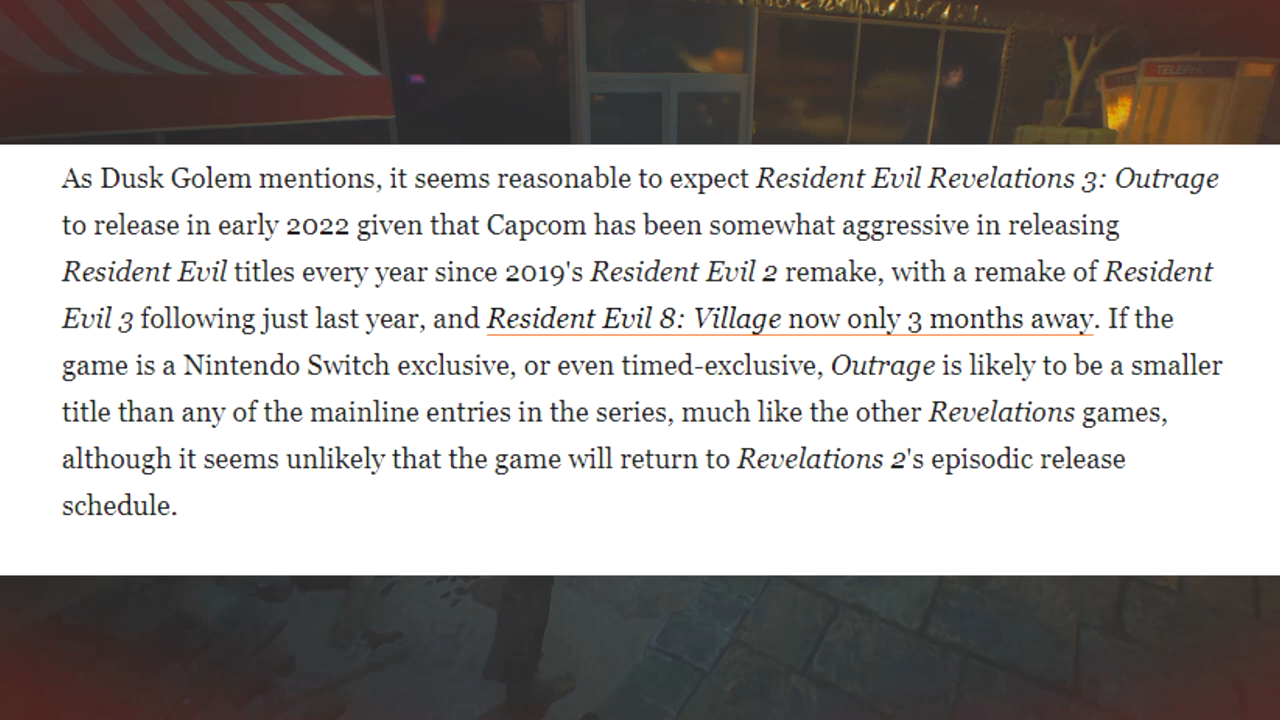 TELEPHONE
As Dusk Golem mentions, it seems reasonable to expect Resident Evil Revelations 3: Outrage
to release in early 2022 given that Capcom has been somewhat aggressive in releasing
Resident Evil titles every year since 2019's Resident Evil 2 remake, with a remake of Resident
Evil 3 following just last year, and Resident Evil 8: Village now only 3 months away. If the
game is a Nintendo Switch exclusive, or even timed-exclusive, Outrage is likely to be a smaller
title than any of the mainline entries in the series, much like the other Revelations games,
although it seems unlikely that the game will return to Revelations 2's episodic release
schedule.